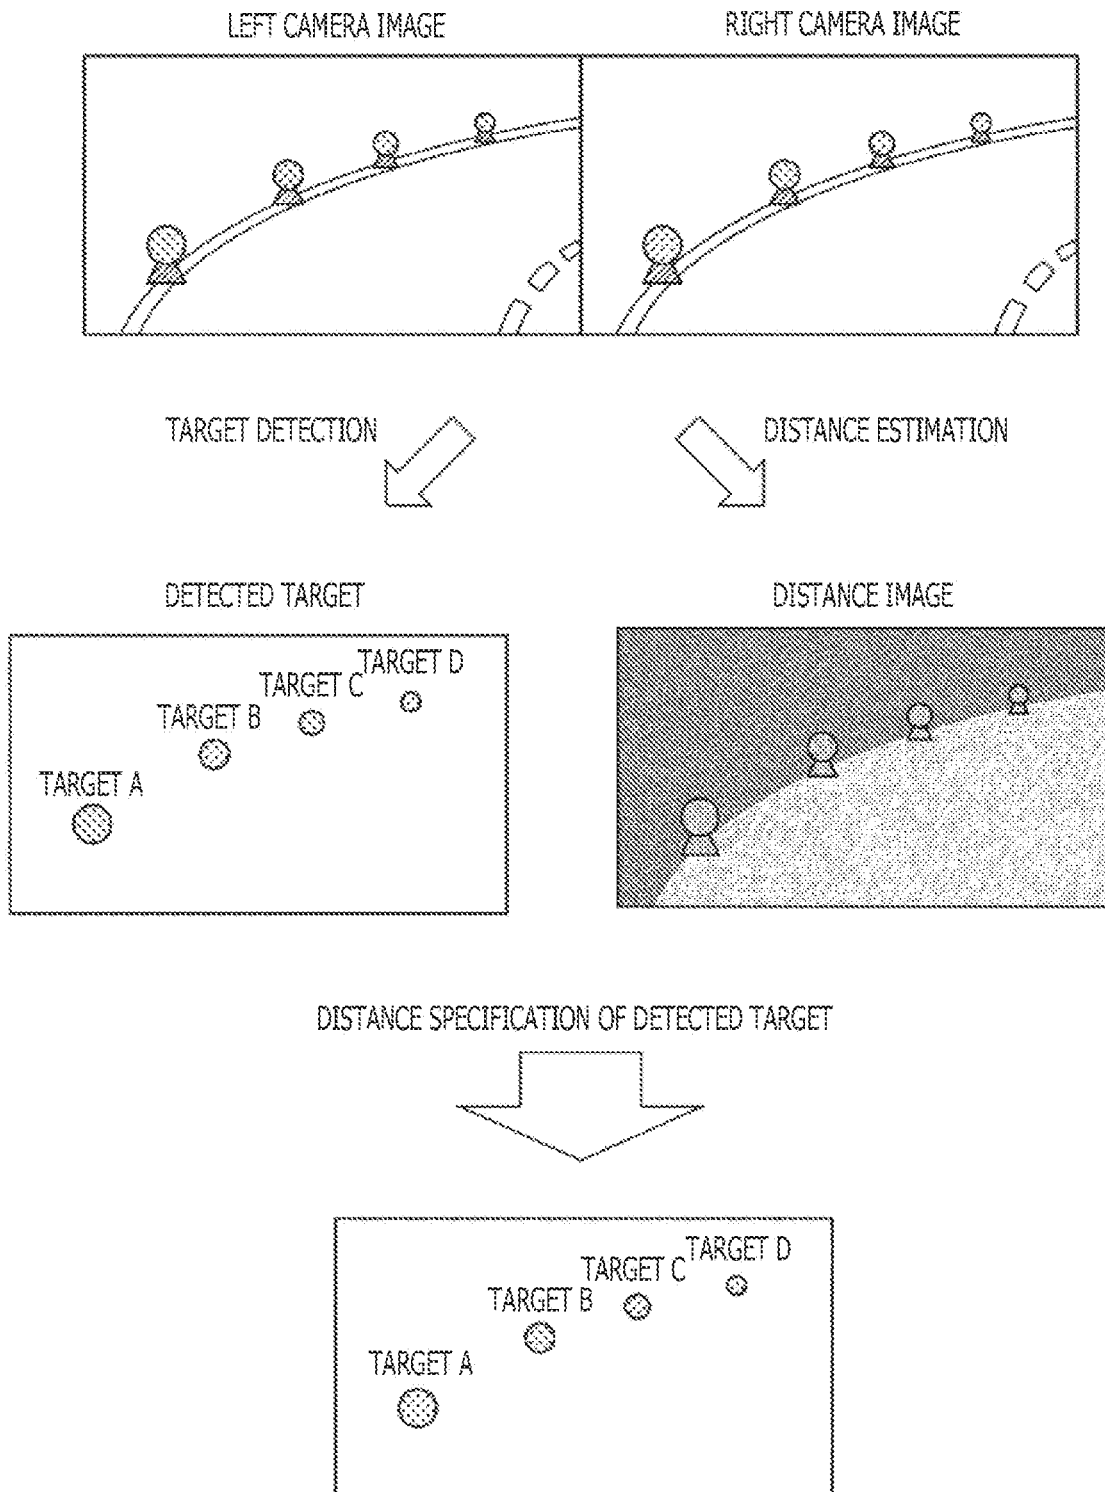 LEFT CAMERA IMAGE
RIGHT CAMERA IMAGE
TARGET DETECTION
DISTANCE ESTIMATION
DETECTED TARGET
DISTANCE IMAGE
TARGET D
TARGET C
TARGET B
TARGET A
DISTANCE SPECIFICATION OF DETECTED TARGET
TARGET D
TARGET C
TARGET B
TARGET A